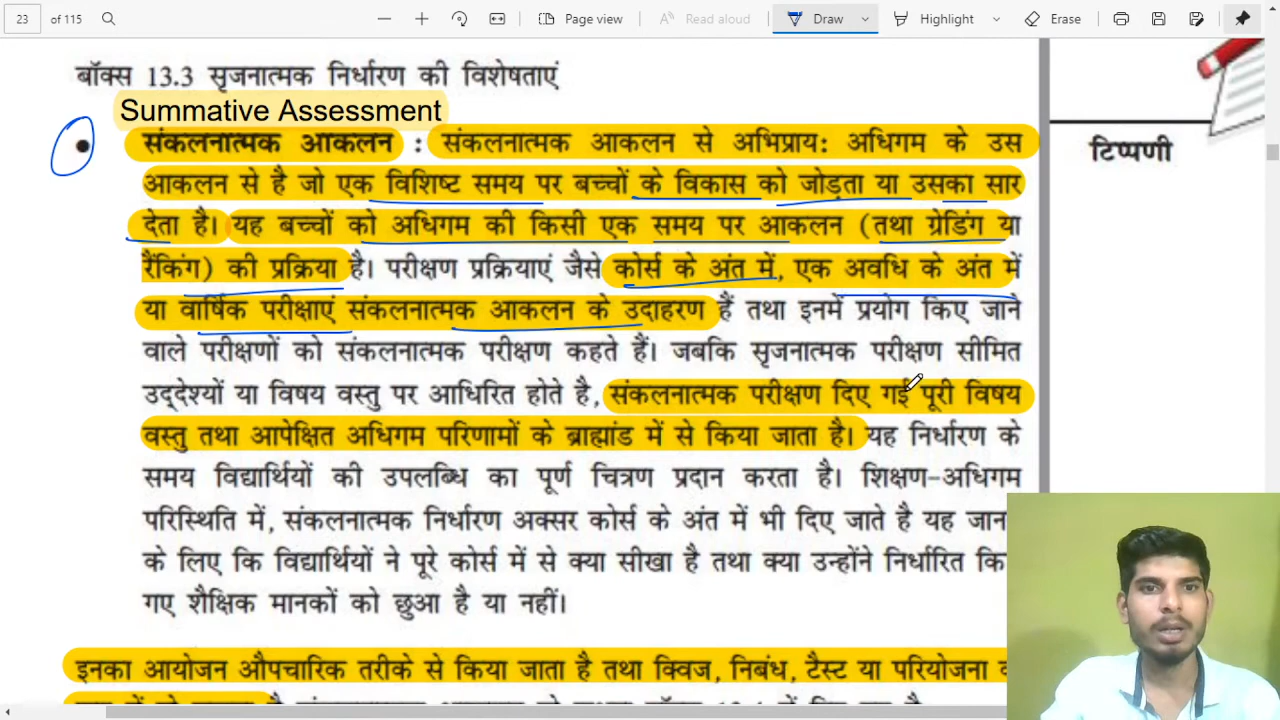 23 of 115 Page view Read aloud Draw Highlight Erase
बॉक्स 13.3 सृजनात्मक निर्धारण की विशेषताएं
Summative Assessment
संकलनात्मक आकलन : संकलनात्मक आकलन से अभिप्राय: अधिगम के उस
आकलन से है जो एक विशिष्ट समय पर बच्चों के विकास को जोड़ता या उसका सार
देता है। यह बच्चों को अधिगम की किसी एक समय पर आकलन (तथा ग्रेडिंग या
रैंकिंग) की प्रक्रिया है। परीक्षण प्रक्रियाएं जैसे कोर्स के अंत में, एक अवधि के अंत में
या वार्षिक परीक्षाएं संकलनात्मक आकलन के उदाहरण हैं तथा इनमें प्रयोग किए जाने
वाले परीक्षणों को संकलनात्मक परीक्षण कहते हैं। जबकि सृजनात्मक परीक्षण सीमित
उद्देश्यों या विषय वस्तु पर आधिरित होते है, संकलनात्मक परीक्षण दिए गई पूरी विषय
वस्तु तथा आपेक्षित अधिगम परिणामों के ब्राह्मांड में से किया जाता है। यह निर्धारण के
समय विद्यार्थियों की उपलब्धि का पूर्ण चित्रण प्रदान करता है। शिक्षण-अधिगम
परिस्थिति में, संकलनात्मक निर्धारण अक्सर कोर्स के अंत में भी दिए जाते है यह जान
के लिए कि विद्यार्थियों ने पूरे कोर्स में से क्या सीखा है तथा क्या उन्होंने निर्धारित कि
गए शैक्षिक मानकों को छुआ है या नहीं।
इनका आयोजन औपचारिक तरीके से किया जाता है तथा क्विज, निबंध, टैस्ट या परियोजना
टिप्पणी